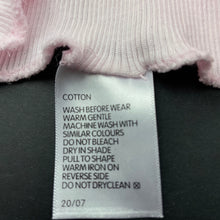 COTTON
WASH BEFORE WEAR
WARM GENTLE
MACHINE WASH WITH
SIMILAR COLOURS
DO NOT BLEACH
DRY IN SHADE
PULL TO SHAPE
WARM IRON ON
REVERSE SIDE
DO NOT DRYCLEAN
20/07